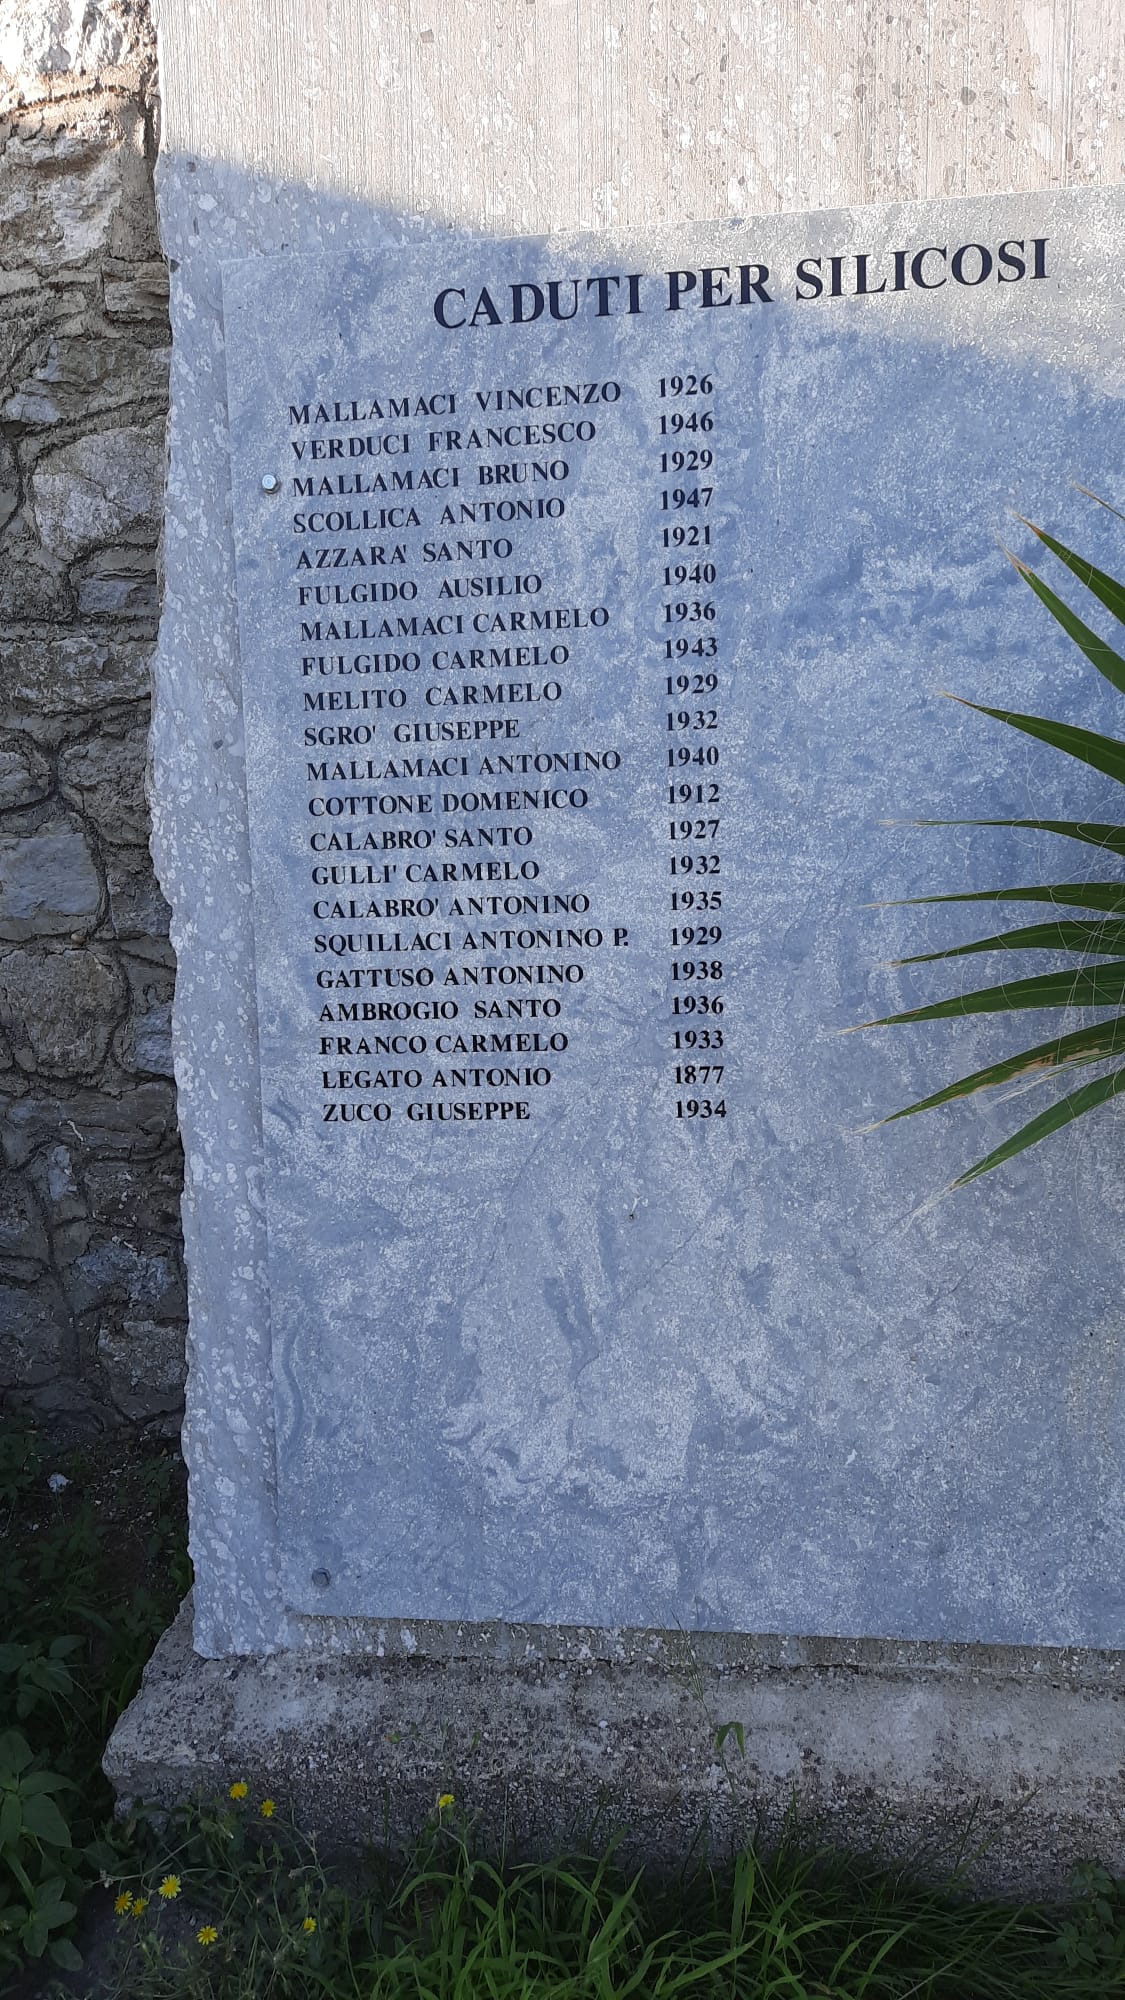 CADUTI PER SILICOSI
MALLAMACI VINCENZO 1926
VERDUCI FRANCESCO 1946
MALLAMACI BRUNO 1929
SCOLLICA ANTONIO 1947
AZZARA' SANTO 1921
FULGIDO AUSILIO 1940
MALLAMACI CARMELO 1936
FULGIDO CARMELO 1943
MELITO CARMELO 1929
SGRO' GIUSEPPE 1932
MALLAMACI ANTONINO 1940
COTTONE DOMENICO 1912
CALABRO' SANTO 1927
GULLI' CARMELO 1932
CALABRO' ANTONINO 1935
SQUILLACI ANTONINO P. 1929
GATTUSO ANTONINO 1938
AMBROGIO SANTO 1936
FRANCO CARMELO 1933
LEGATO ANTONIO 1877
ZUCO GIUSEPPE 1934